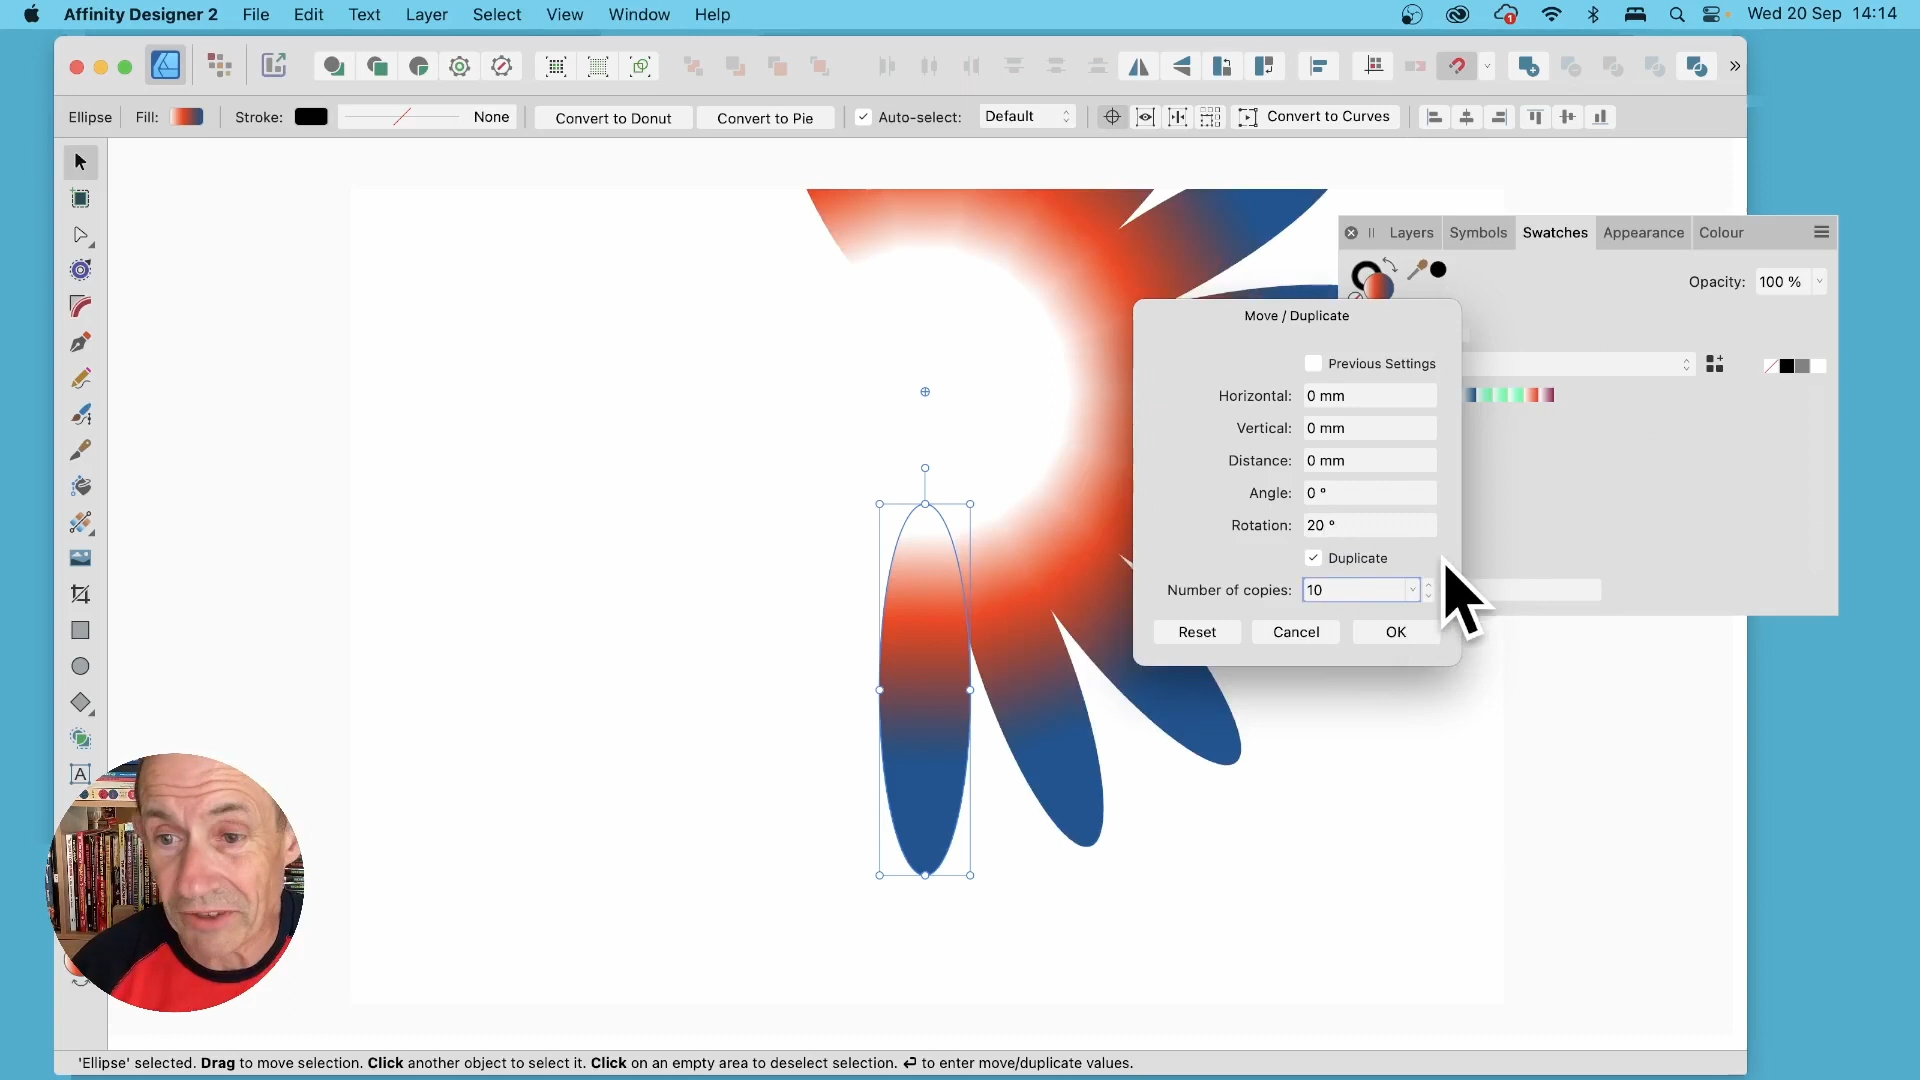 Affinity Designer 2 File Edit Text Layer Select View Window Help 1 Wed 20 Sep 14:14
Ellipse Fill: Stroke: None Convert to Donut Convert to Pie Auto-select: Default Convert to Curves
Layers Symbols Swatches Appearance Colour
Opacity: 100 %
Move / Duplicate
Previous Settings
Horizontal: 0 mm
Vertical: 0 mm
Distance: 0 mm
Angle: 0 °
Rotation: 20 °
Duplicate
Number of copies: 10
Reset Cancel OK
A
'Ellipse' selected. Drag to move selection. Click another object to select it. Click on an empty area to deselect selection. ↩ to enter move/duplicate values.